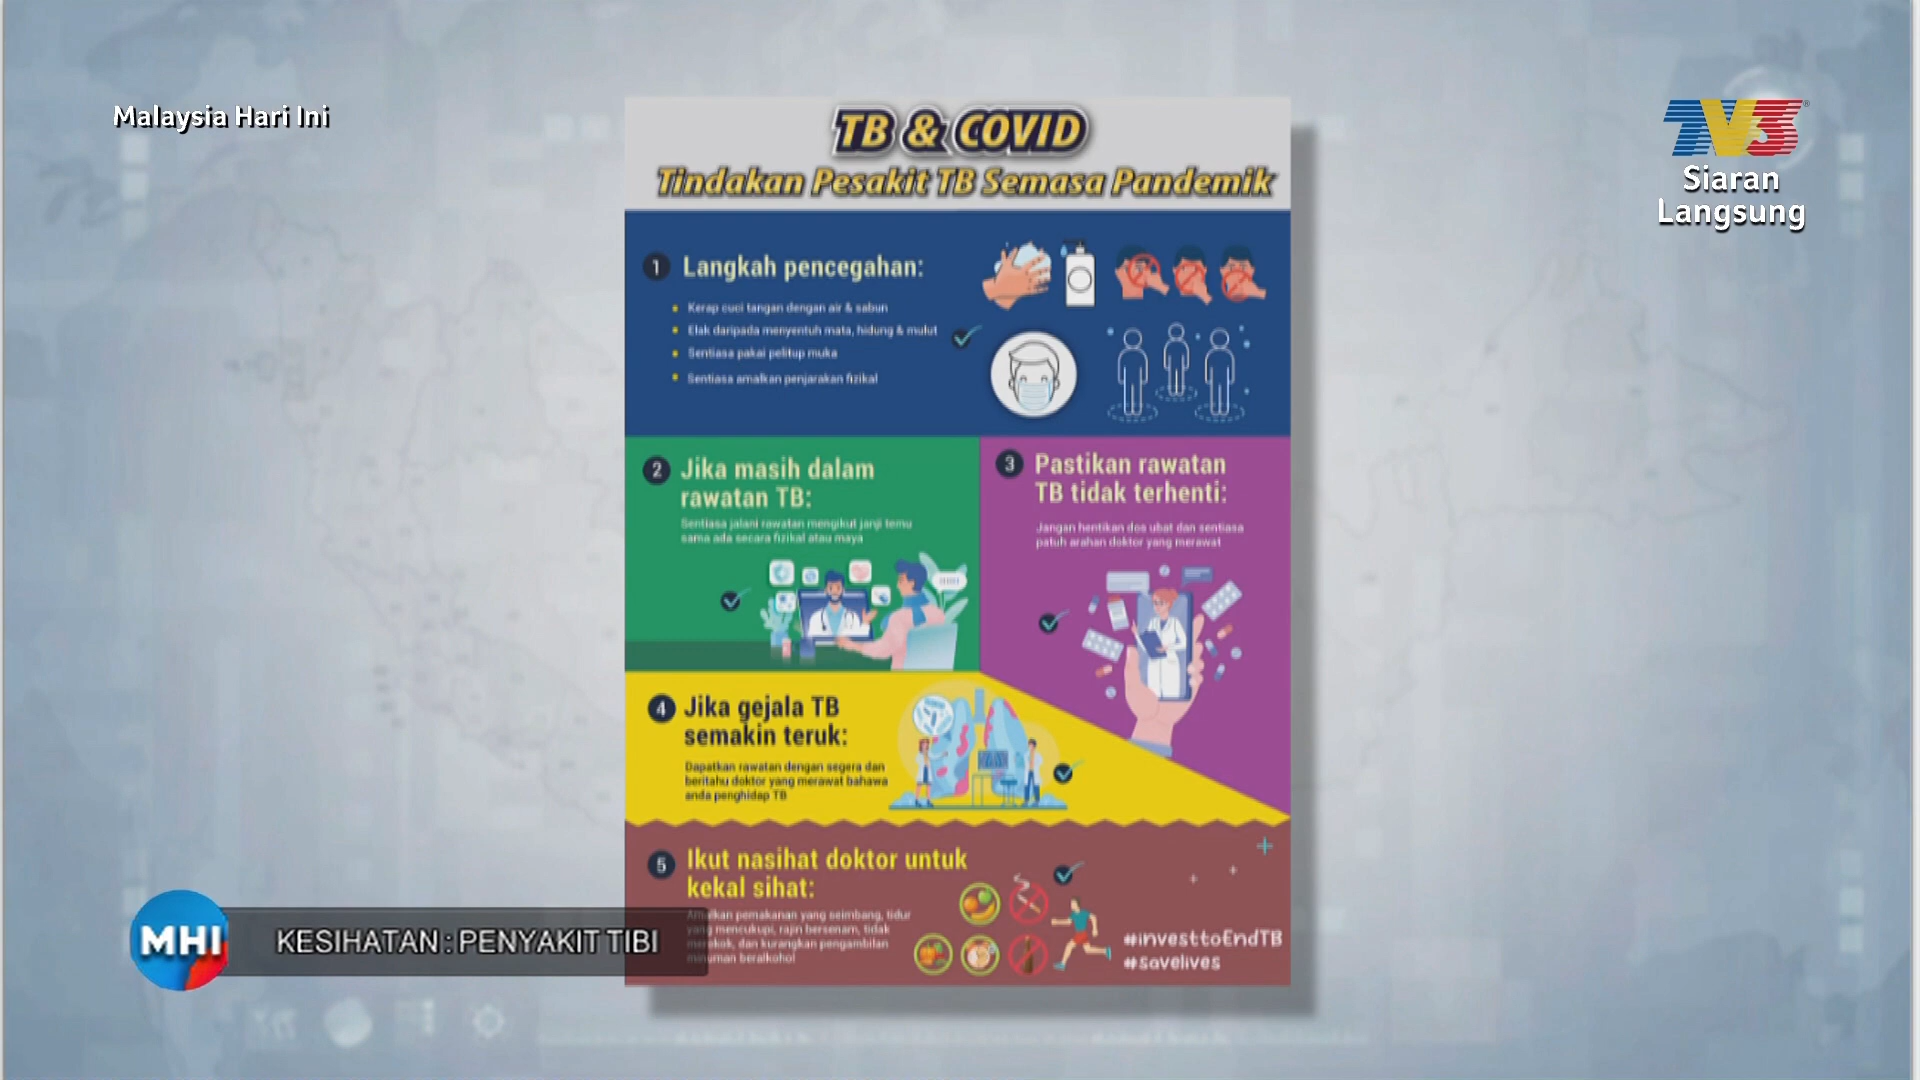 Malaysia Hari Ini
TV3
Siaran
Langsung
TB & COVID
Tindakan Pesakit TB Semasa Pandemik
1 Langkah pencegahan:
Kerap cuci tangan dengan air & sabun
Elak daripada menyentuh mata, hidung & mulut
Sentiasa pakai pelitup muka
Sentiasa amalkan penjarakan fizikal
2 Jika masih dalam
rawatan TB:
Sentiasa jalani rawatan mengikut janji temu
sama ada secara fizikal atau maya
3 Pastikan rawatan
TB tidak terhenti:
Jangan hentikan dos ubat dan sentiasa
patuh arahan doktor yang merawat
4 Jika gejala TB
semakin teruk:
Dapatkan rawatan dengan segera dan
beritahu doktor yang merawat bahawa
anda penghidap TB
5 Ikut nasihat doktor untuk
kekal sihat:
Amalkan pemakanan yang seimbang, tidur
yang mencukupi, rajin bersenam, tidak
merokok, dan kurangkan pengambilan
minuman beralkohol
#investtoEndTB
#savelives
MHI
KESIHATAN : PENYAKIT TIBI